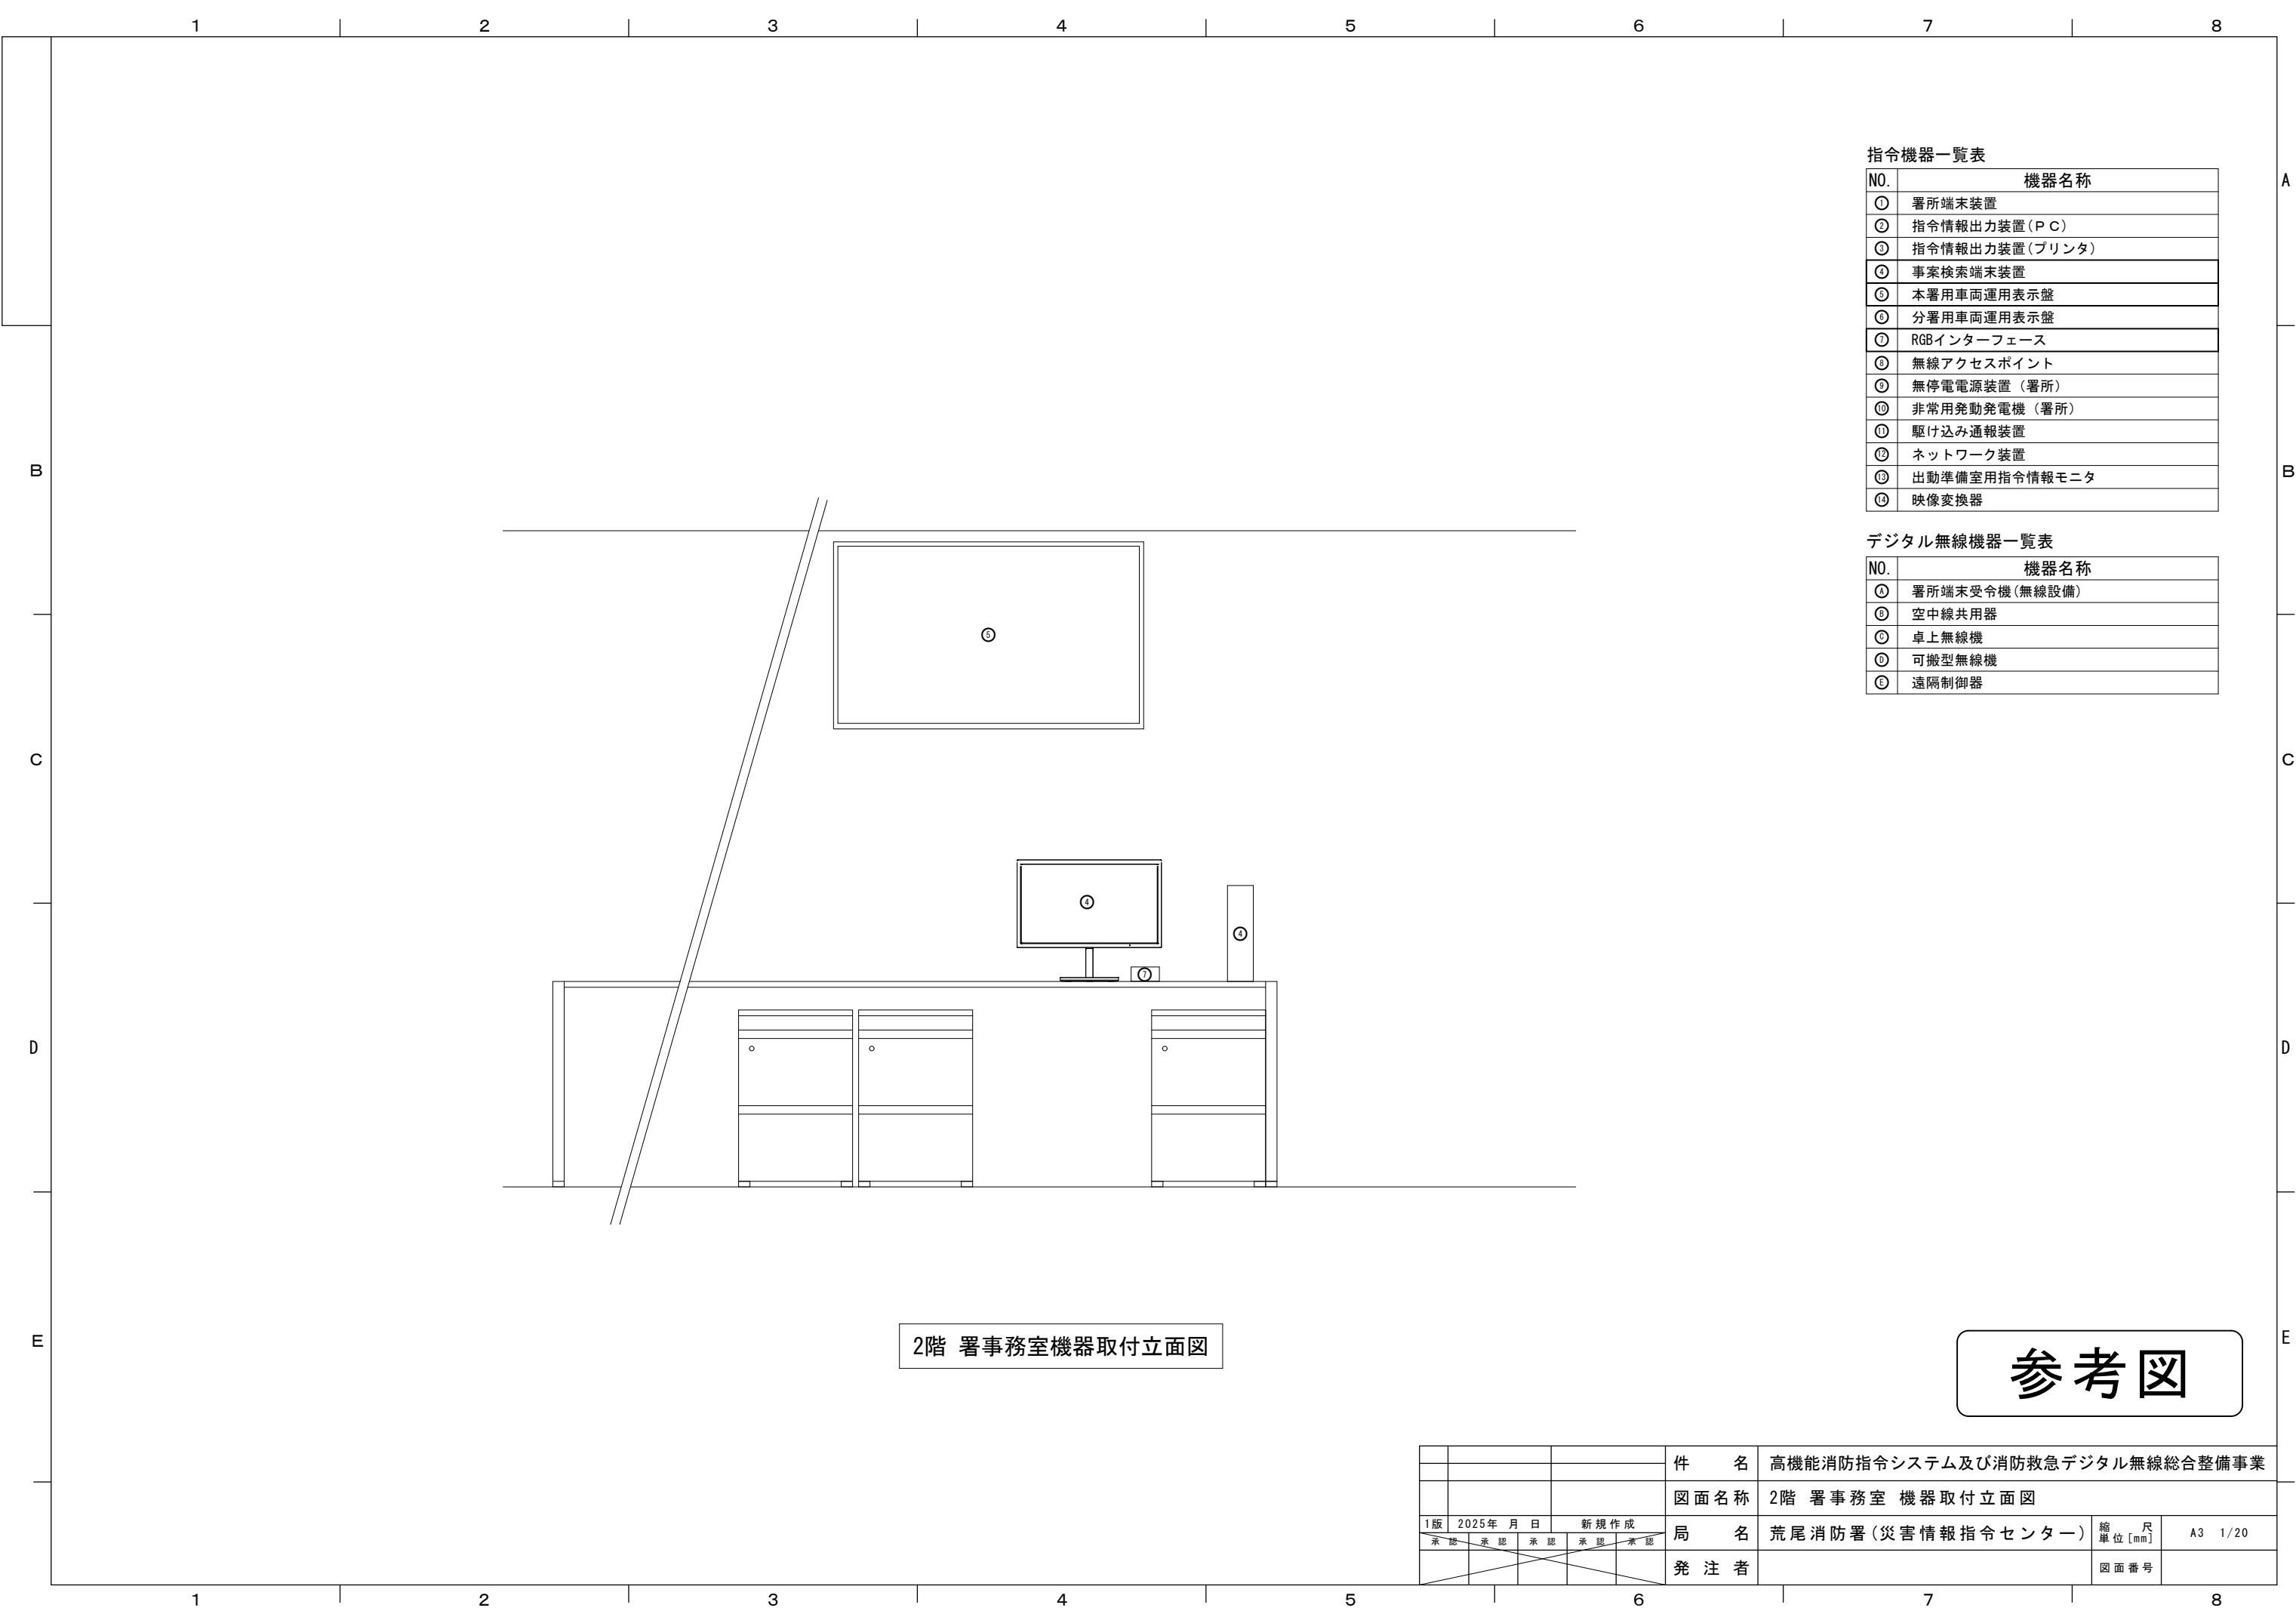 1 2 3 4 5 6 7 8
指令機器一覧表
NO. 機器名称
① 署所端末装置
② 指令情報出力装置(ＰＣ)
③ 指令情報出力装置(プリンタ)
④ 事案検索端末装置
⑤ 本署用車両運用表示盤
⑥ 分署用車両運用表示盤
⑦ RGBインターフェース
⑧ 無線アクセスポイント
⑨ 無停電電源装置（署所）
⑩ 非常用発動発電機（署所）
⑪ 駆け込み通報装置
⑫ ネットワーク装置
⑬ 出動準備室用指令情報モニタ
⑭ 映像変換器
デジタル無線機器一覧表
NO. 機器名称
Ⓐ 署所端末受令機(無線設備)
Ⓑ 空中線共用器
Ⓒ 卓上無線機
Ⓓ 可搬型無線機
Ⓔ 遠隔制御器
A
B B
C C
D D
E E
⑤
④
④
⑦
2階 署事務室機器取付立面図
参考図
件 名 高機能消防指令システム及び消防救急デジタル無線総合整備事業
図面名称 2階 署事務室 機器取付立面図
1版 2025年 月 日 新規作成
承 認 承 認 承 認 承 認 承 認
局 名 荒尾消防署(災害情報指令センター)
縮 尺
単位[mm]
A3 1/20
発 注 者
図面番号
1 2 3 4 5 6 7 8